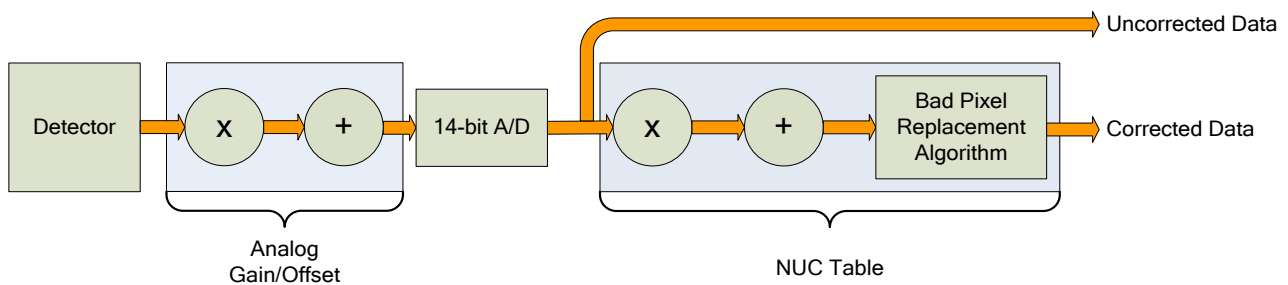 Uncorrected Data
Detector
x
+
14-bit A/D
x
+
Bad Pixel
Replacement
Algorithm
Corrected Data
Analog
Gain/Offset
NUC Table